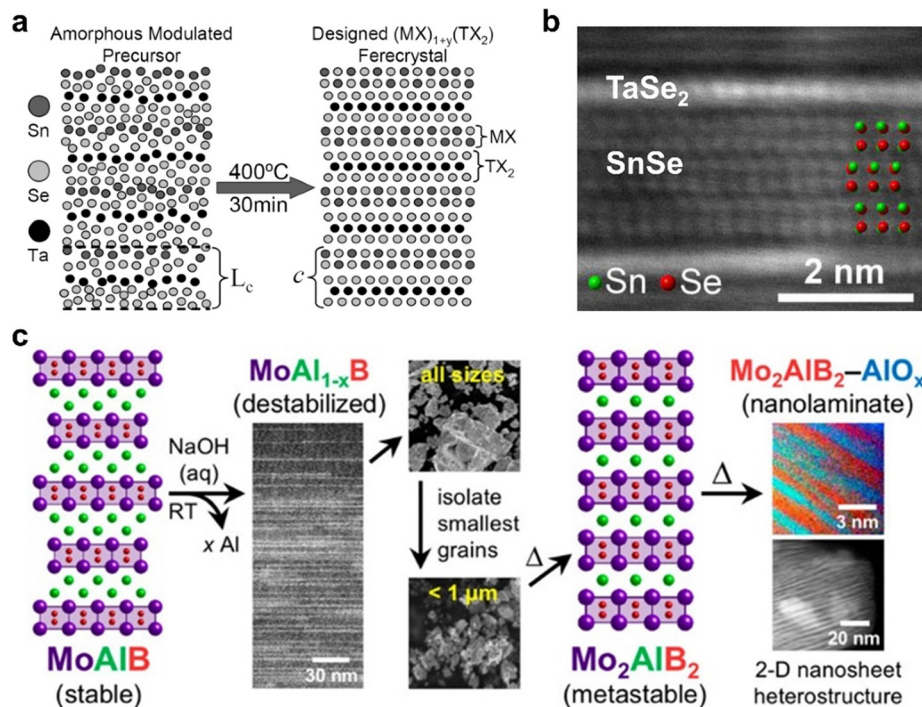 a
Amorphous Modulated
Precursor
Designed (MX)1+y(TX2)
Ferecrystal
Sn
Se
Ta
400ºC
30min
MX
TX2
Lc
c
b
TaSe2
SnSe
2 nm
Sn Se
c
MoAlB
(stable)
NaOH
(aq)
RT
x Al
MoAl1-xB
(destabilized)
30 nm
all sizes
isolate
smallest
grains
< 1 µm
Δ
Mo2AlB2
(metastable)
Δ
Mo2AlB2–AlOx
(nanolaminate)
3 nm
20 nm
2-D nanosheet
heterostructure